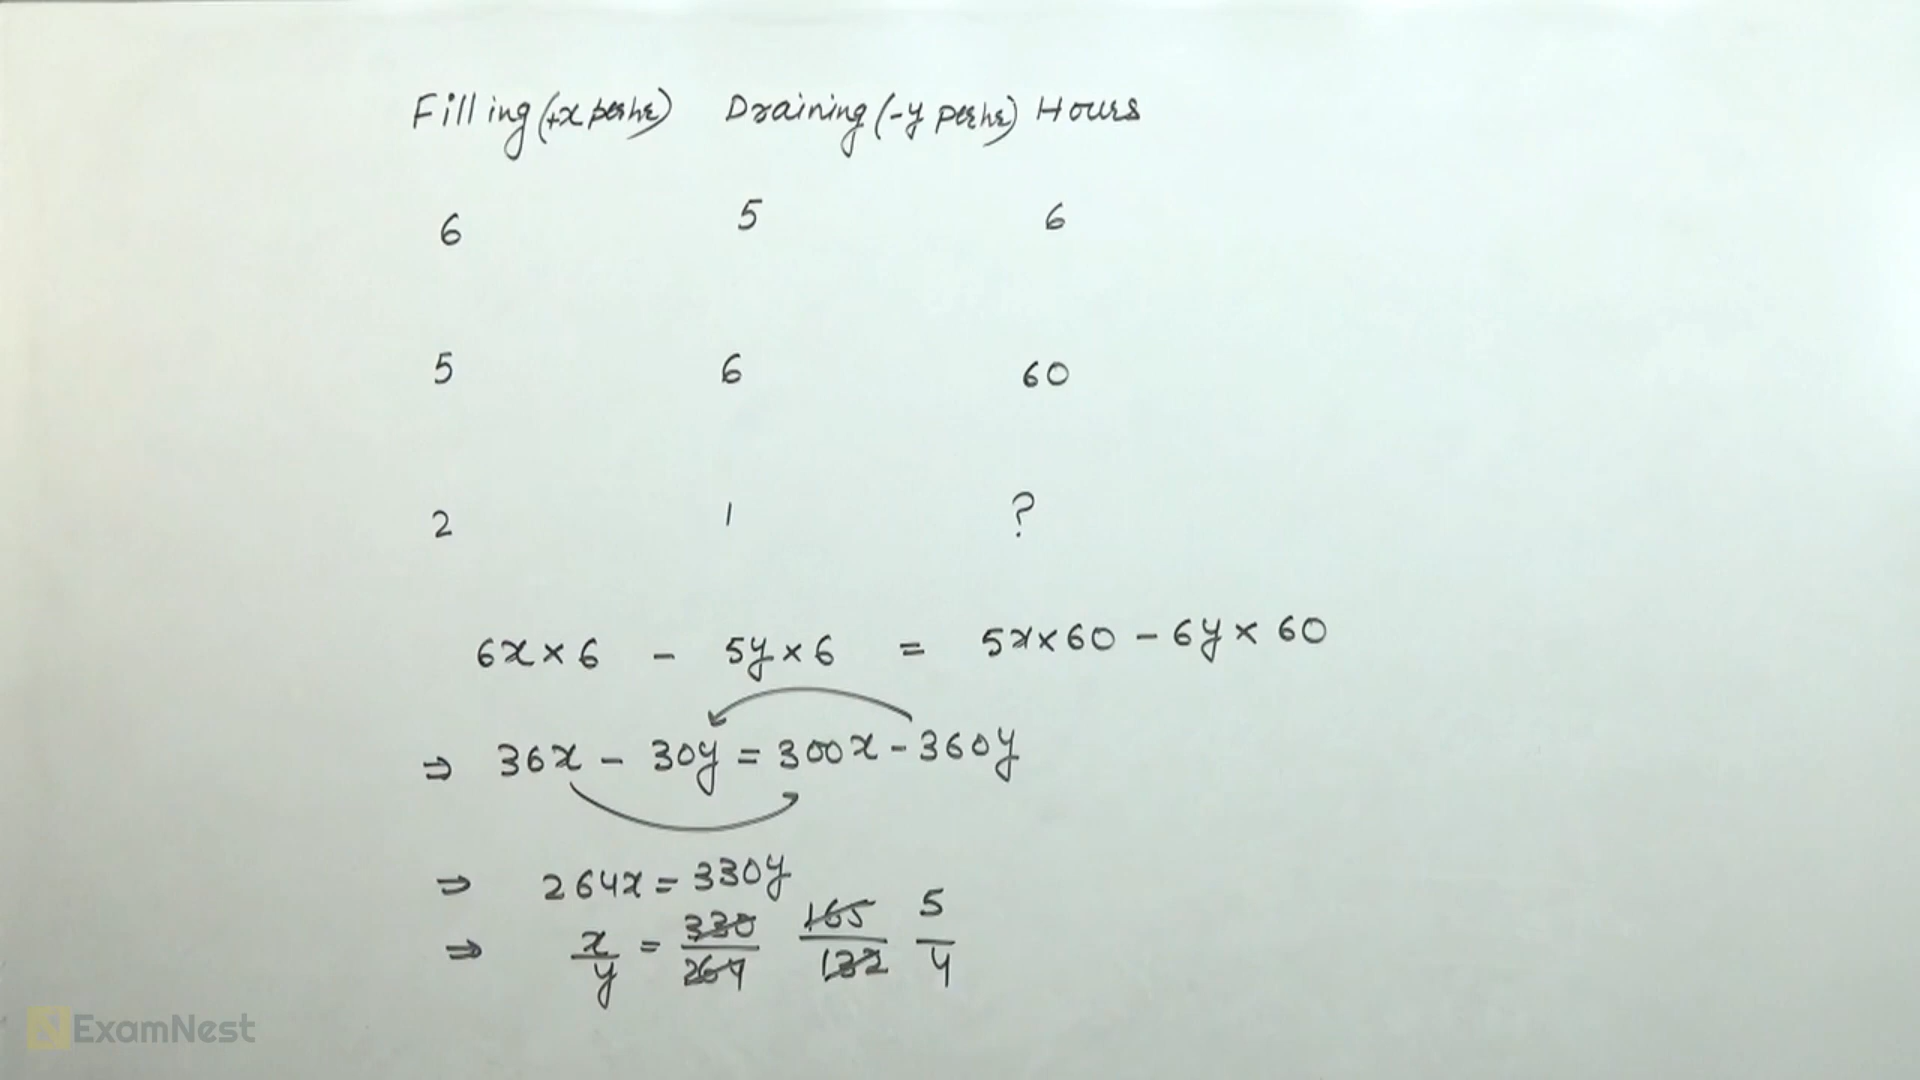 Filling (+x per hr) Draining (-y per hr) Hours
6 5 6
5 6 60
2 1 ?
6x × 6 - 5y × 6 = 5x × 60 - 6y × 60
⇒ 36x - 30y = 300x - 360y
⇒ 264x = 330y
⇒ x/y = 330/264 165/132 5/4
ExamNest